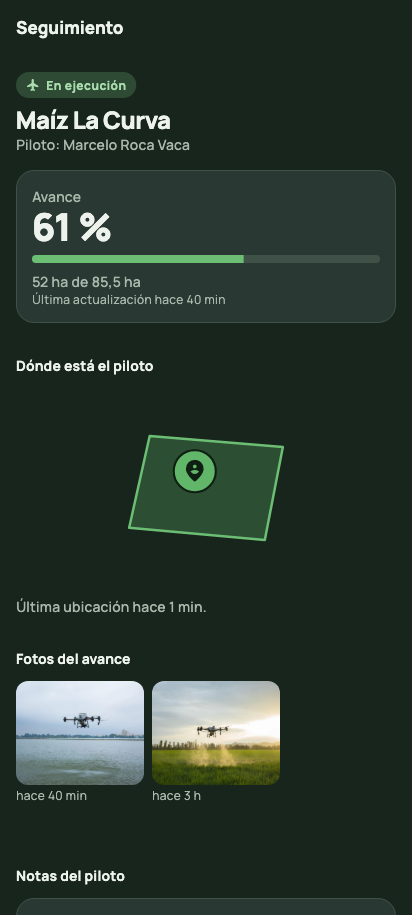 Seguimiento
En ejecución
Maíz La Curva
Piloto: Marcelo Roca Vaca
Avance
61 %
52 ha de 85,5 ha
Última actualización hace 40 min
Dónde está el piloto
Última ubicación hace 1 min.
Fotos del avance
hace 40 min
hace 3 h
Notas del piloto